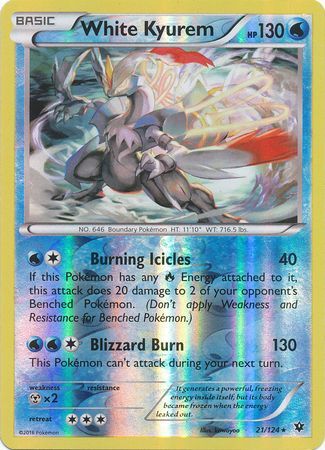 BASIC
White Kyurem HP 130
NO. 646 Boundary Pokémon HT: 11'10" WT: 716.5 lbs.
Burning Icicles 40
If this Pokémon has any Energy attached to it,
this attack does 20 damage to 2 of your opponent's
Benched Pokémon. (Don't apply Weakness and
Resistance for Benched Pokémon.)
Blizzard Burn 130
This Pokémon can't attack during your next turn.
weakness resistance
×2
retreat
It generates a powerful, freezing
energy inside itself, but its body
became frozen when the energy
leaked out.
©2016 Pokémon
Illus. 21/124 ★